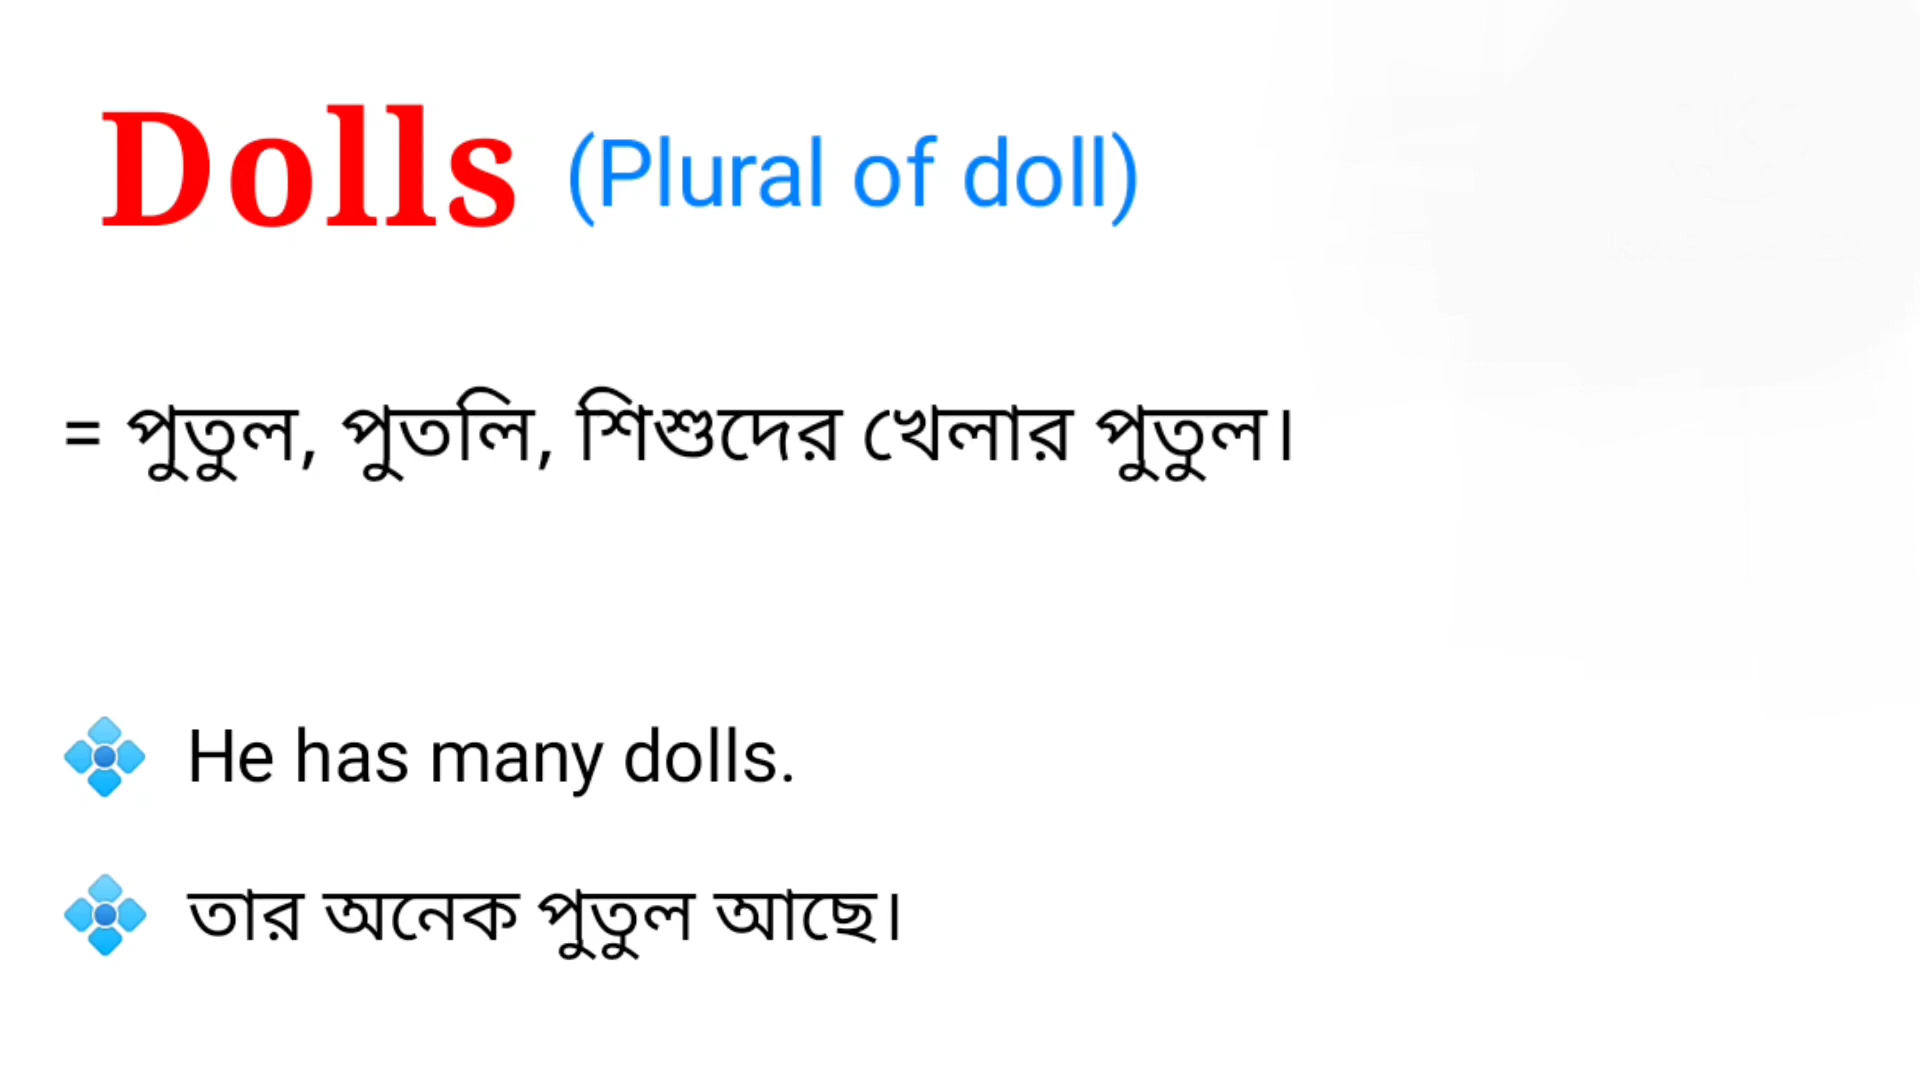 Dolls (Plural of doll)
= পুতুল, পুতলি, শিশুদের খেলার পুতুল।
He has many dolls.
তার অনেক পুতুল আছে।